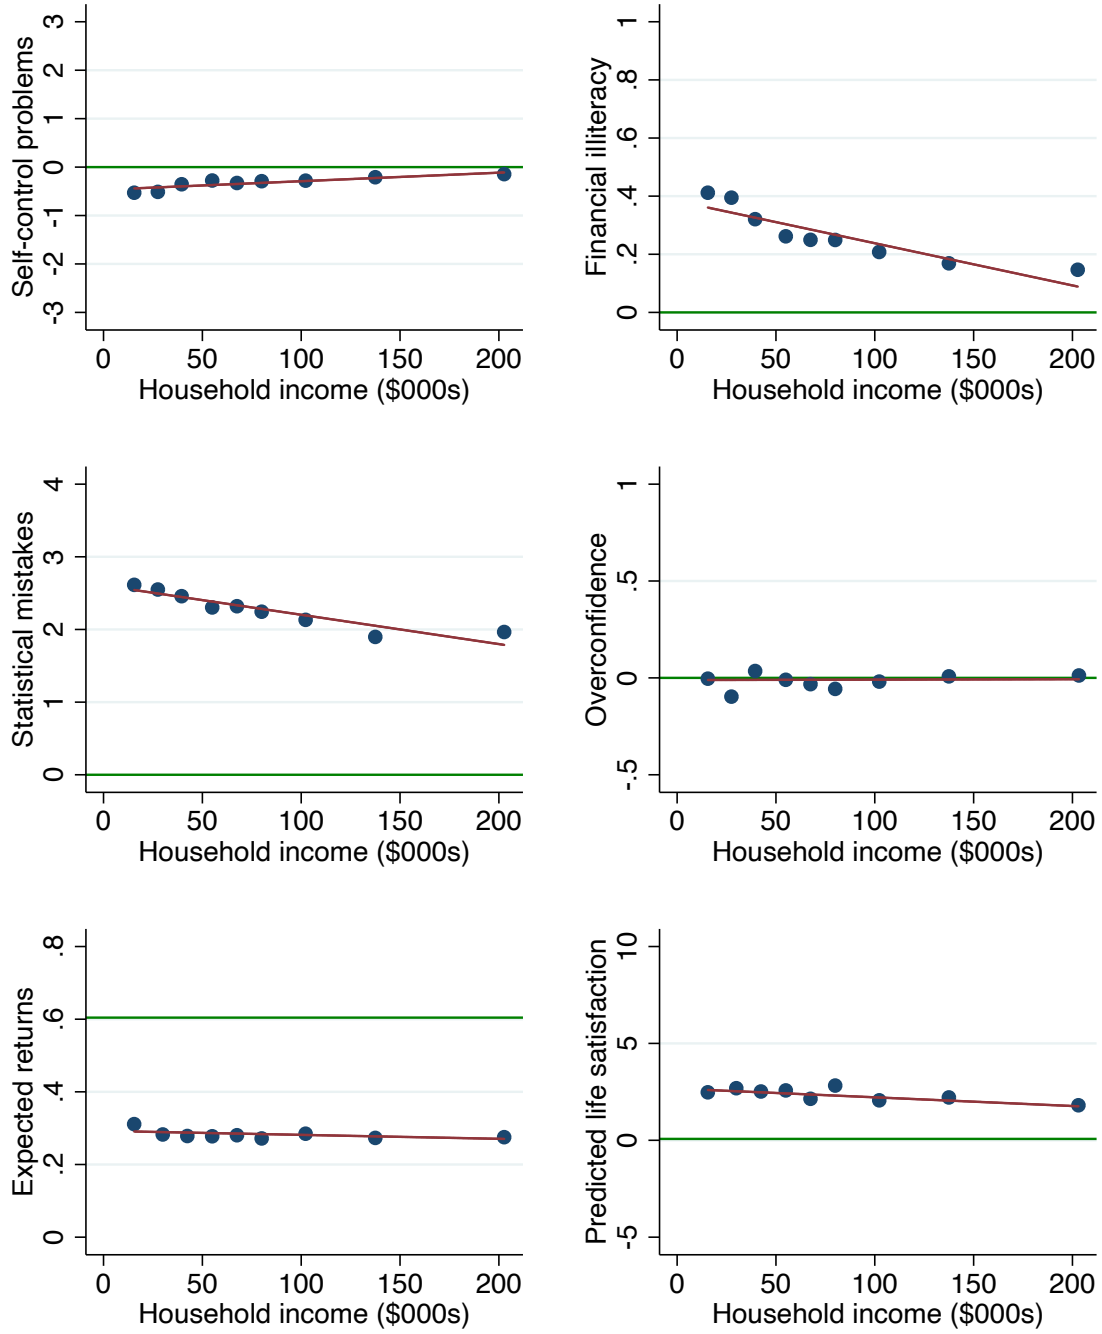 Self-control problems
3
2
1
0
-1
-2
-3
0 50 100 150 200
Household income ($000s)
Financial illiteracy
1
.8
.6
.4
.2
0
0 50 100 150 200
Household income ($000s)
Statistical mistakes
4
3
2
1
0
0 50 100 150 200
Household income ($000s)
Overconfidence
1
.5
0
-.5
0 50 100 150 200
Household income ($000s)
Expected returns
.8
.6
.4
.2
0
0 50 100 150 200
Household income ($000s)
Predicted life satisfaction
10
5
0
-5
0 50 100 150 200
Household income ($000s)